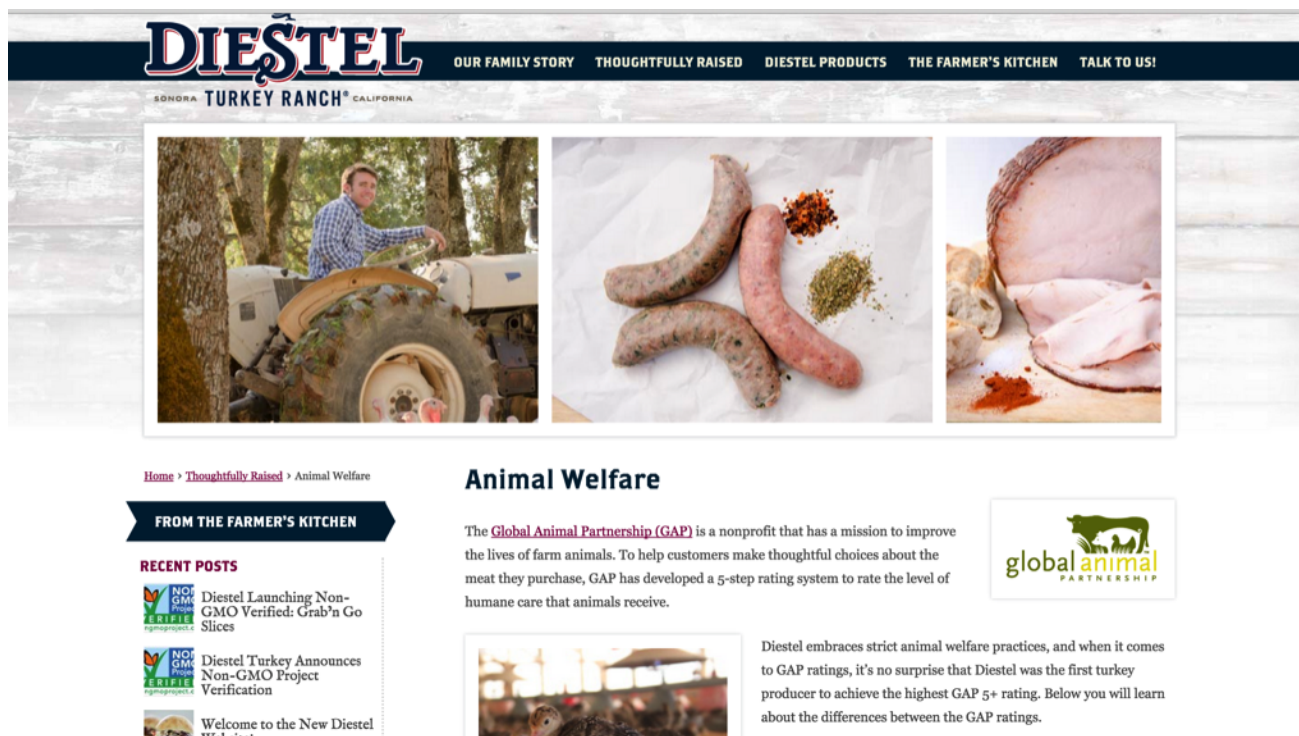 DIESTEL
SONORA TURKEY RANCH® CALIFORNIA
OUR FAMILY STORY THOUGHTFULLY RAISED DIESTEL PRODUCTS THE FARMER'S KITCHEN TALK TO US!
Home › Thoughtfully Raised › Animal Welfare
FROM THE FARMER'S KITCHEN
RECENT POSTS
Diestel Launching Non-
GMO Verified: Grab’n Go
Slices
Diestel Turkey Announces
Non-GMO Project
Verification
Welcome to the New Diestel
Animal Welfare
The Global Animal Partnership (GAP) is a nonprofit that has a mission to improve
the lives of farm animals. To help customers make thoughtful choices about the
meat they purchase, GAP has developed a 5-step rating system to rate the level of
humane care that animals receive.
global animal
PARTNERSHIP
Diestel embraces strict animal welfare practices, and when it comes
to GAP ratings, it’s no surprise that Diestel was the first turkey
producer to achieve the highest GAP 5+ rating. Below you will learn
about the differences between the GAP ratings.